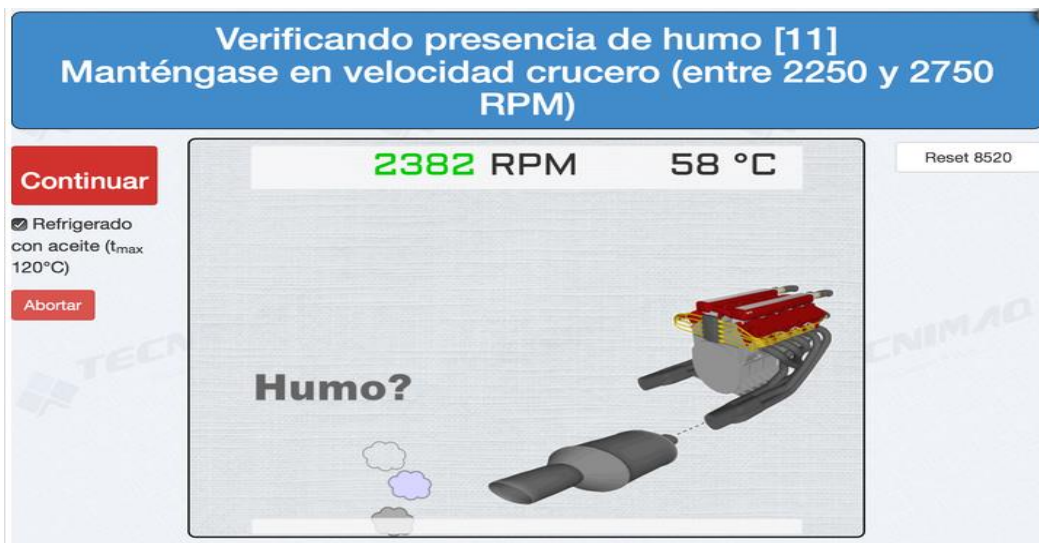 Verificando presencia de humo [11]
Manténgase en velocidad crucero (entre 2250 y 2750
RPM)
2382 RPM 58 °C
Reset 8520
Continuar
Refrigerado
con aceite (tmax
120°C)
Abortar
Humo?
TECNIMAQ